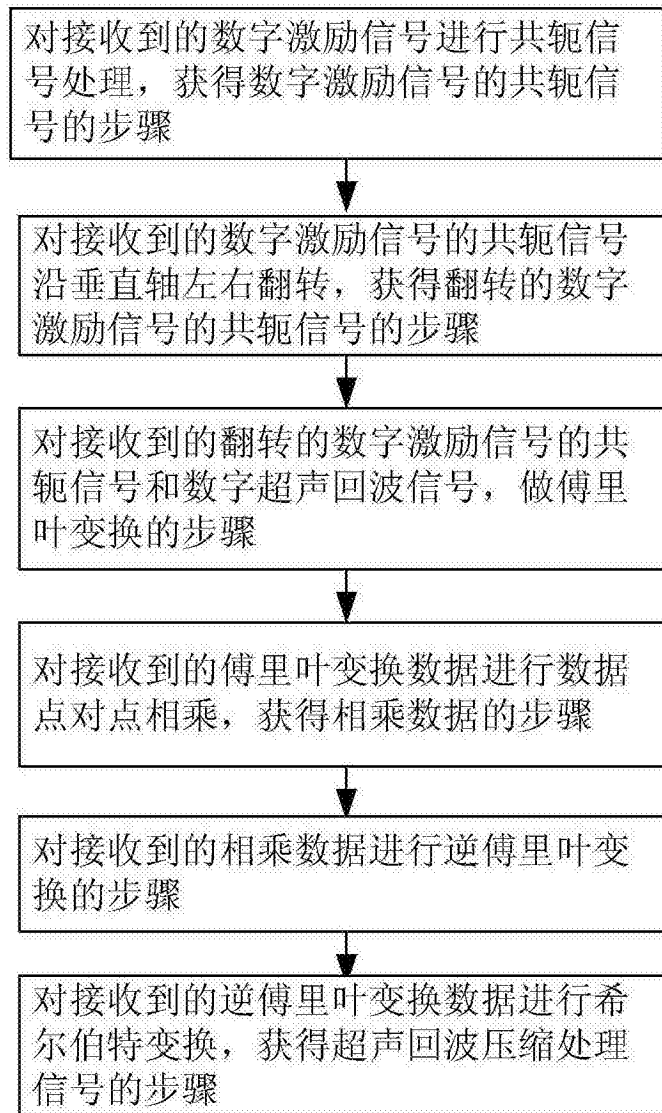 对接收到的数字激励信号进行共轭信
号处理，获得数字激励信号的共轭信
号的步骤
对接收到的数字激励信号的共轭信号
沿垂直轴左右翻转，获得翻转的数字
激励信号的共轭信号的步骤
对接收到的翻转的数字激励信号的共
轭信号和数字超声回波信号，做傅里
叶变换的步骤
对接收到的傅里叶变换数据进行数据
点对点相乘，获得相乘数据的步骤
对接收到的相乘数据进行逆傅里叶变
换的步骤
对接收到的逆傅里叶变换数据进行希
尔伯特变换，获得超声回波压缩处理
信号的步骤